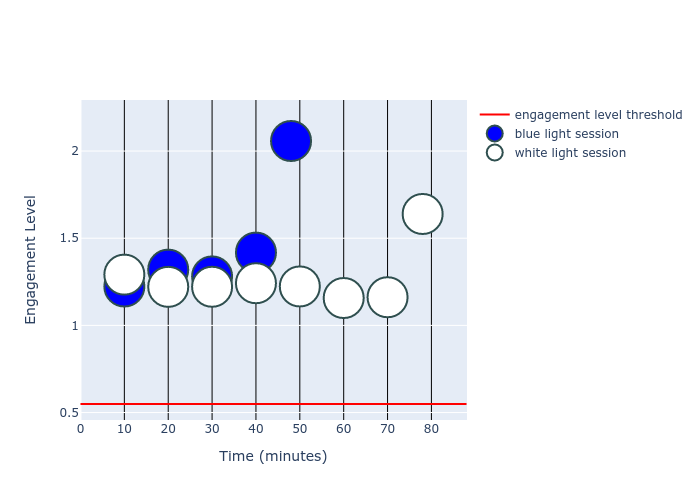 engagement level threshold
blue light session
white light session
2
1.5
1
0.5
0 10 20 30 40 50 60 70 80
Engagement Level
Time (minutes)